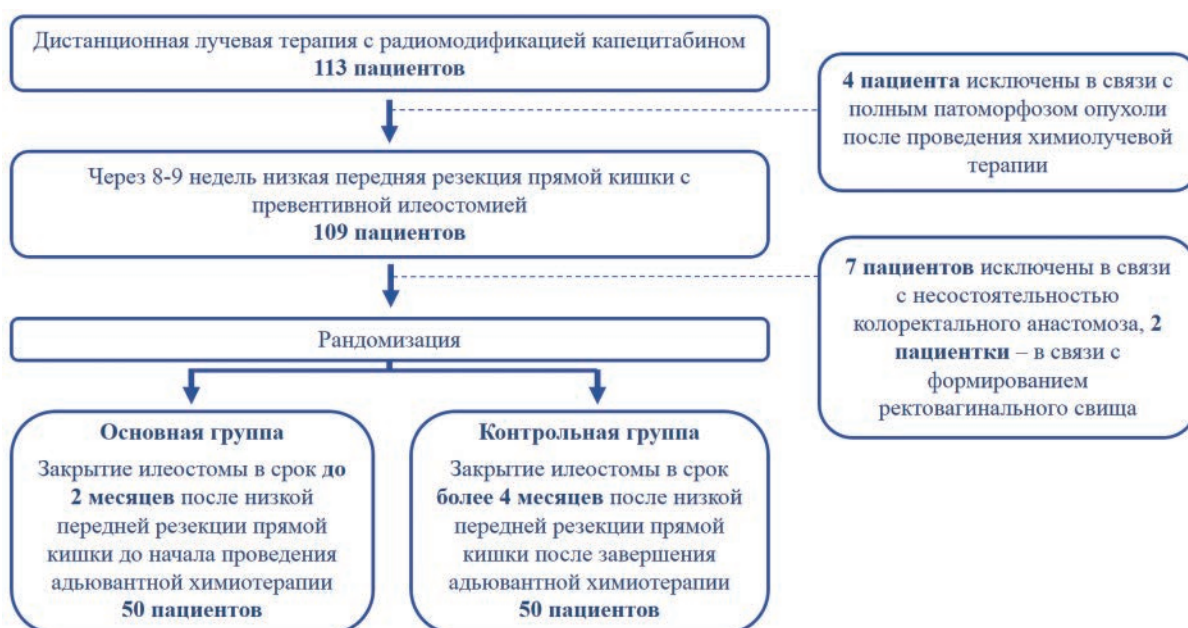 Дистанционная лучевая терапия с радиомодификацией капецитабином
113 пациентов
4 пациента исключены в связи с
полным патоморфозом опухоли
после проведения химиолучевой
терапии
Через 8-9 недель низкая передняя резекция прямой кишки с
превентивной илеостомией
109 пациентов
7 пациентов исключены в связи
с несостоятельностью
колоректального анастомоза, 2
пациентки – в связи с
формированием
ректовагинального свища
Рандомизация
Основная группа
Закрытие илеостомы в срок до
2 месяцев после низкой
передней резекции прямой
кишки до начала проведения
адьювантной химиотерапии
50 пациентов
Контрольная группа
Закрытие илеостомы в срок
более 4 месяцев после низкой
передней резекции прямой
кишки после завершения
адьювантной химиотерапии
50 пациентов